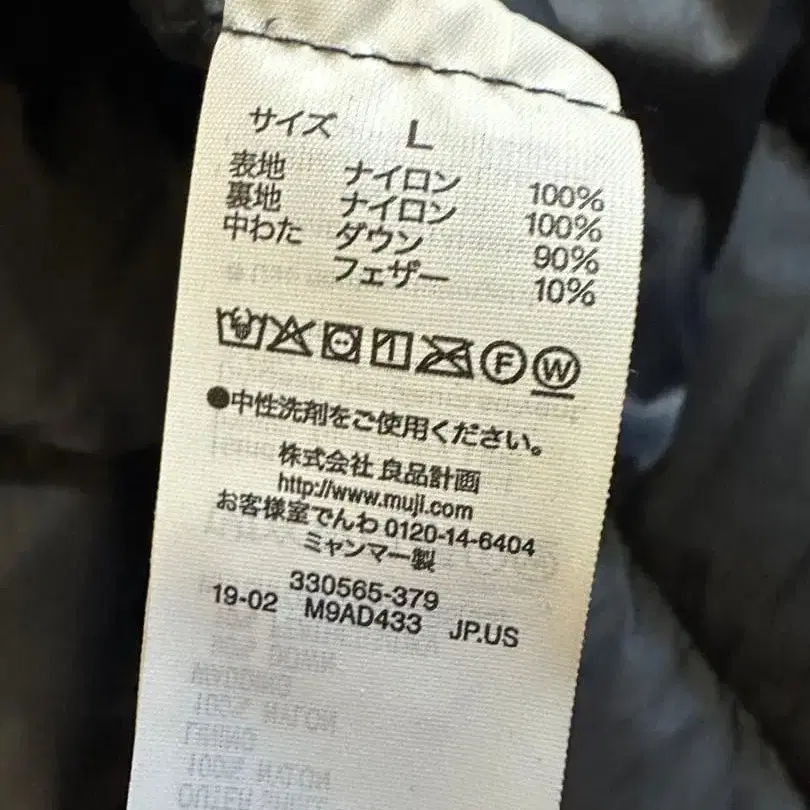 サイズ L
表地 ナイロン 100%
裏地 ナイロン 100%
中わた ダウン 90%
フェザー 10%
F W
●中性洗剤をご使用ください。
株式会社 良品計画
http://www.muji.com
お客様室でんわ 0120-14-6404
ミャンマー製
330565-379
19-02 M9AD433 JP.US